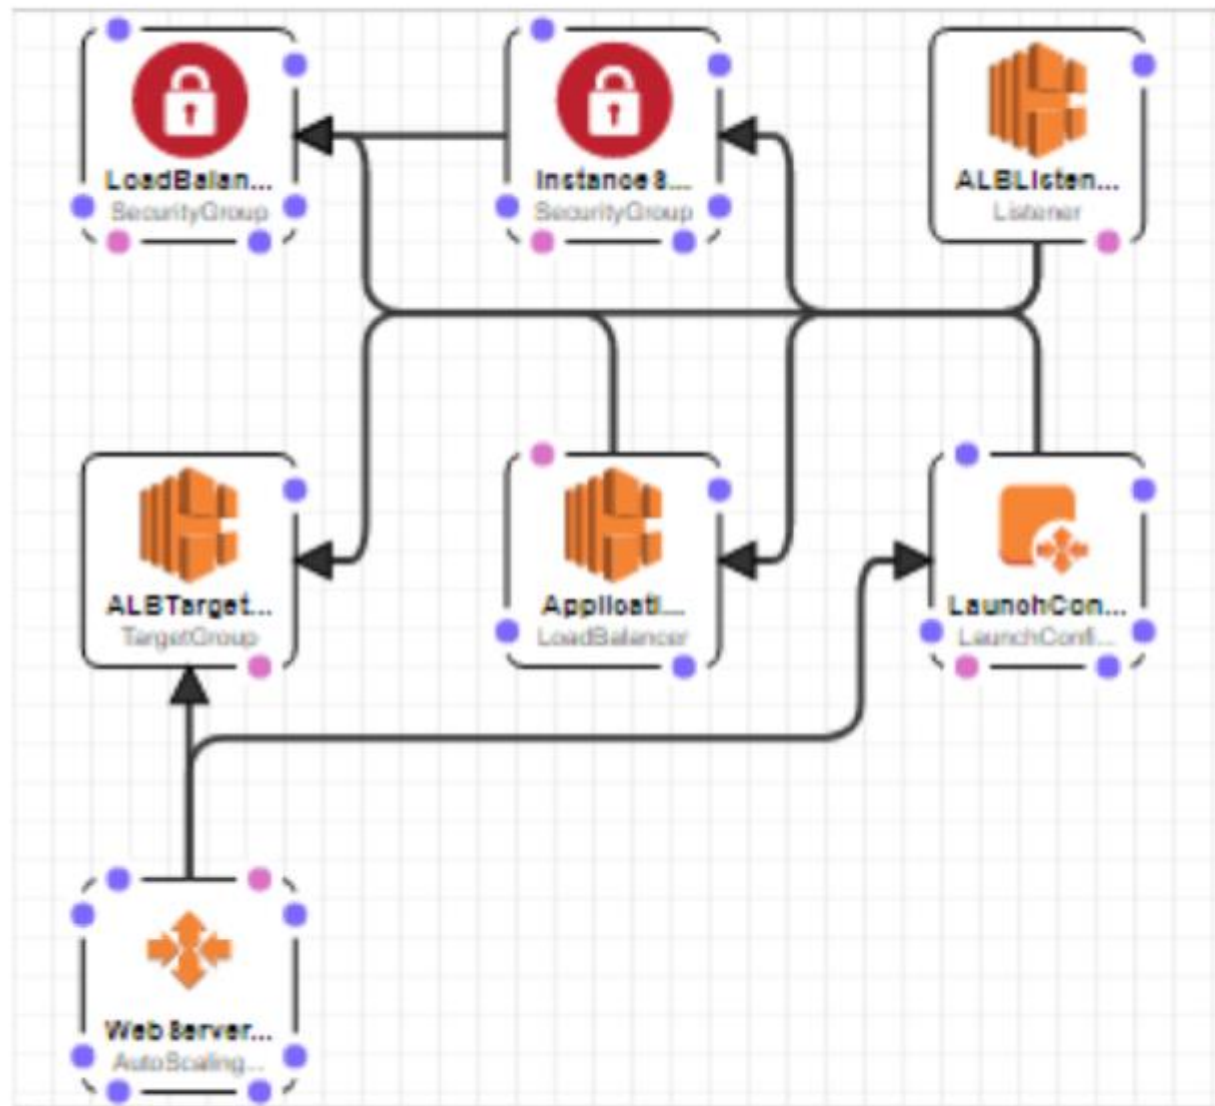 LoadBalan...
SecurityGroup
Instance S...
SecurityGroup
ALBListen...
Listener
ALBTarget...
TargetGroup
Applicati...
LoadBalancer
LaunchCon...
LaunchConfi...
Web Server...
AutoScaling...